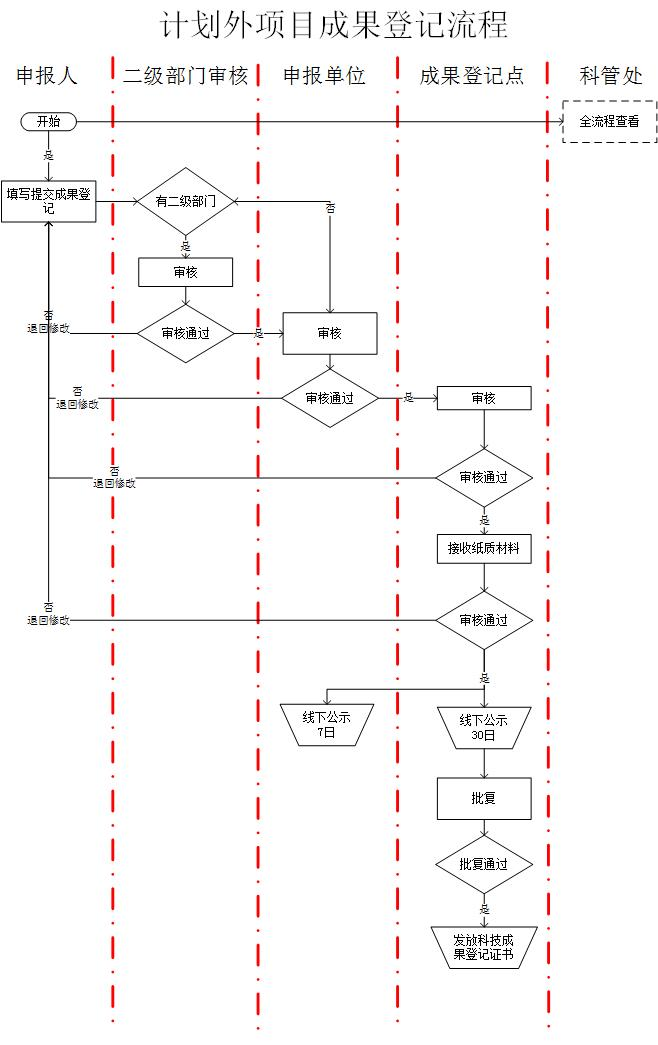 计划外项目成果登记流程
申报人
二级部门审核
申报单位
成果登记点
科管处
开始
全流程查看
是
填写提交成果登
记
有二级部门
否
是
审核
否
退回修改
审核通过
是
审核
否
退回修改
审核通过
是
审核
否
退回修改
审核通过
是
接收纸质材料
否
退回修改
审核通过
是
线下公示
7日
线下公示
30日
批复
批复通过
是
发放科技成
果登记证书